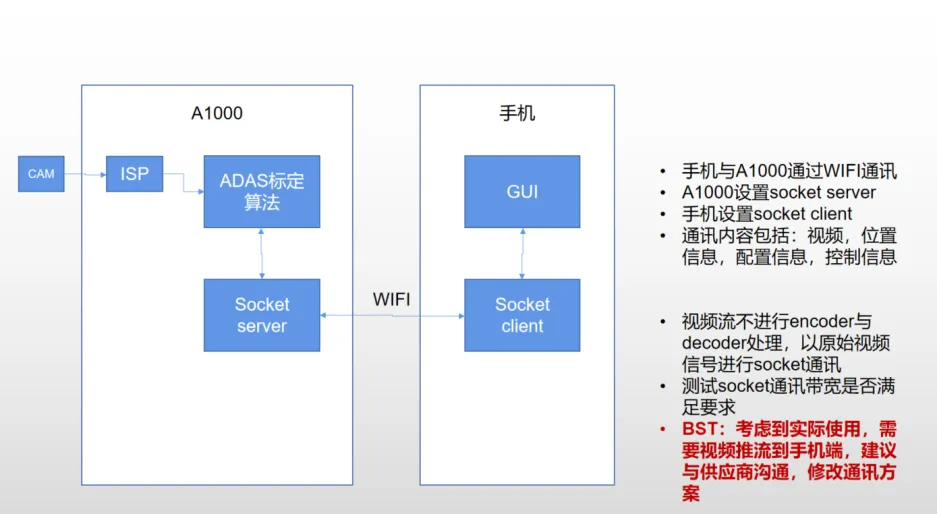 A1000
手机
CAM
ISP
ADAS标定
算法
GUI
Socket
server
WIFI
Socket
client
• 手机与A1000通过WIFI通讯
• A1000设置socket server
• 手机设置socket client
• 通讯内容包括：视频，位置
信息，配置信息，控制信息
• 视频流不进行encoder与
decoder处理，以原始视频
信号进行socket通讯
• 测试socket通讯带宽是否满
足要求
• BST：考虑到实际使用，需
要视频推流到手机端，建议
与供应商沟通，修改通讯方
案